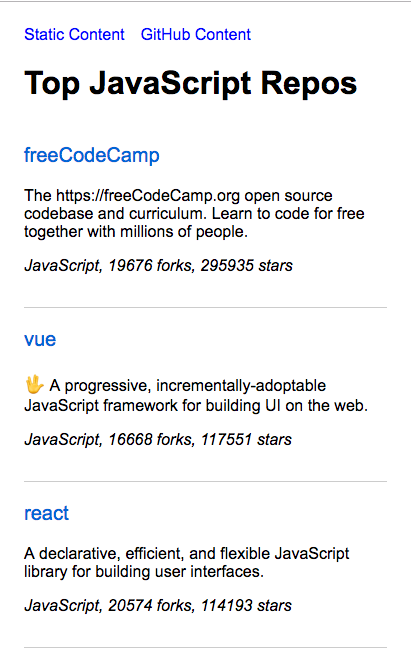 Static Content GitHub Content
Top JavaScript Repos
freeCodeCamp
The https://freeCodeCamp.org open source
codebase and curriculum. Learn to code for free
together with millions of people.
JavaScript, 19676 forks, 295935 stars
vue
🖖 A progressive, incrementally-adoptable
JavaScript framework for building UI on the web.
JavaScript, 16668 forks, 117551 stars
react
A declarative, efficient, and flexible JavaScript
library for building user interfaces.
JavaScript, 20574 forks, 114193 stars